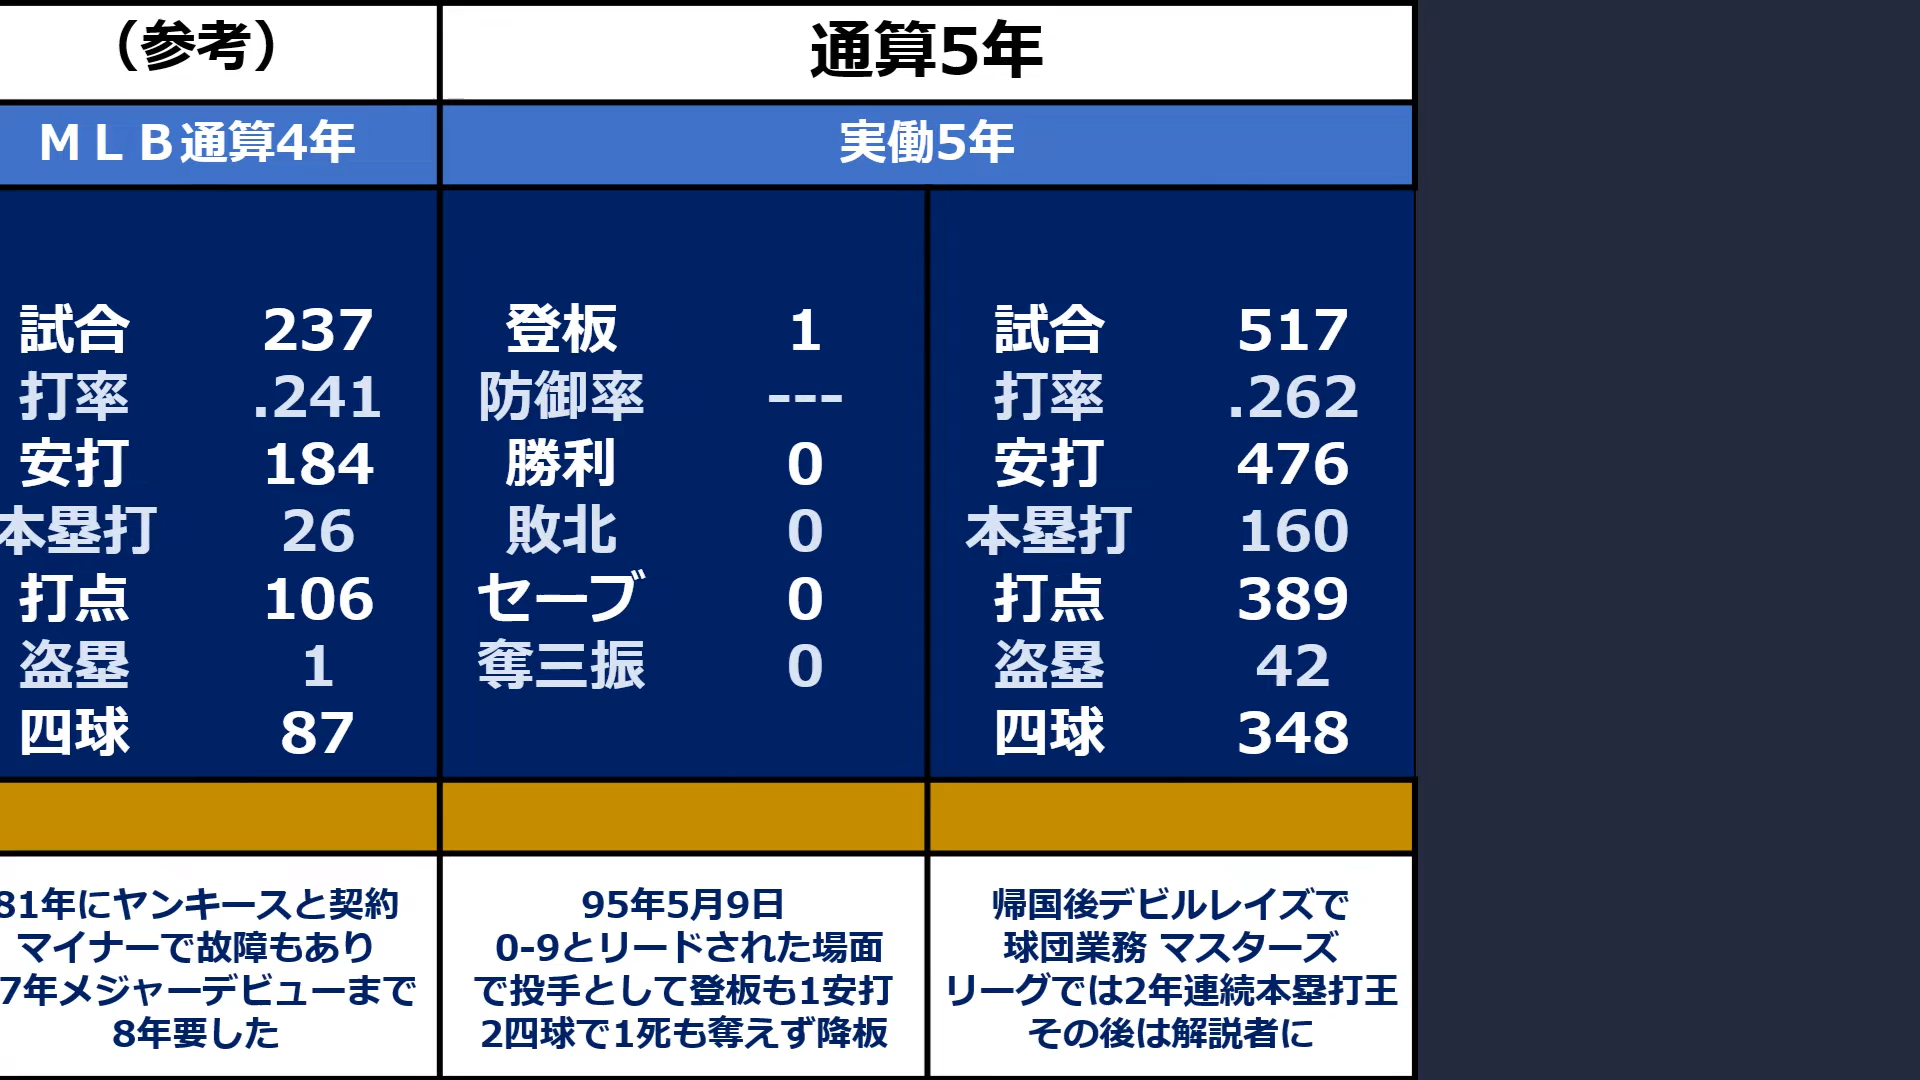 （参考）
通算5年
ＭＬＢ通算4年
実働5年
試合 237
打率 .241
安打 184
本塁打 26
打点 106
盗塁 1
四球 87
登板 1
防御率 ---
勝利 0
敗北 0
セーブ 0
奪三振 0
試合 517
打率 .262
安打 476
本塁打 160
打点 389
盗塁 42
四球 348
81年にヤンキースと契約
マイナーで故障もあり
7年メジャーデビューまで
8年要した
95年5月9日
0-9とリードされた場面
で投手として登板も1安打
2四球で1死も奪えず降板
帰国後デビルレイズで
球団業務 マスターズ
リーグでは2年連続本塁打王
その後は解説者に